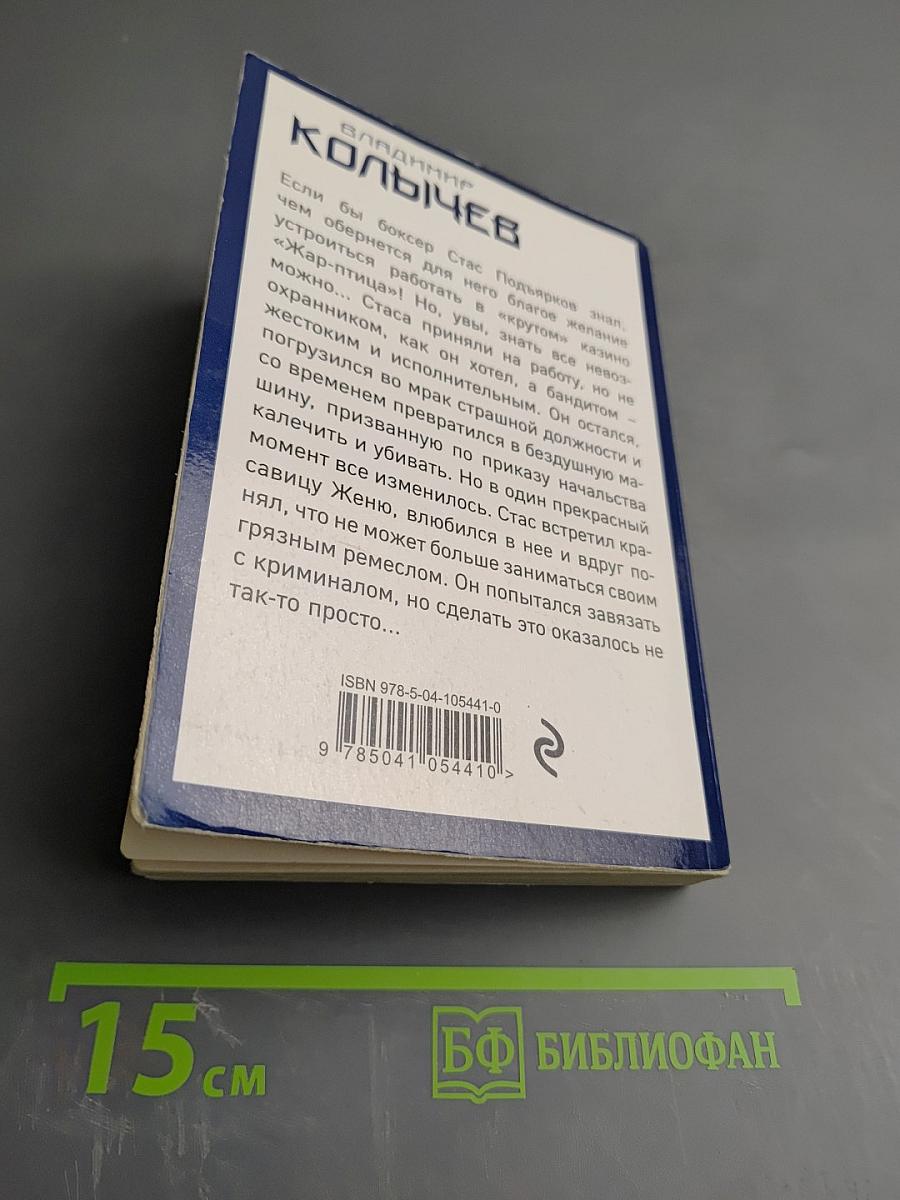 ВЛАДИМИР
КОЛЫЧЕВ
Если бы боксер Стас Подъярков знал,
чем обернется для него благое желание
устроиться работать в «крутом» казино
«Жар-птица»! Но, увы, знать все невоз-
можно... Стаса приняли на работу, но не
охранником, как он хотел, а бандитом –
жестоким и исполнительным. Он остался,
погрузился во мрак страшной должности и
со временем превратился в бездушную ма-
шину, призванную по приказу начальства
калечить и убивать. Но в один прекрасный
момент все изменилось. Стас встретил кра-
савицу Женю, влюбился в нее и вдруг по-
нял, что не может больше заниматься своим
грязным ремеслом. Он попытался завязать
с криминалом, но сделать это оказалось не
так-то просто...
ISBN 978-5-04-105441-0
9 785041 054410 >
15 см
БФ БИБЛИОФАН